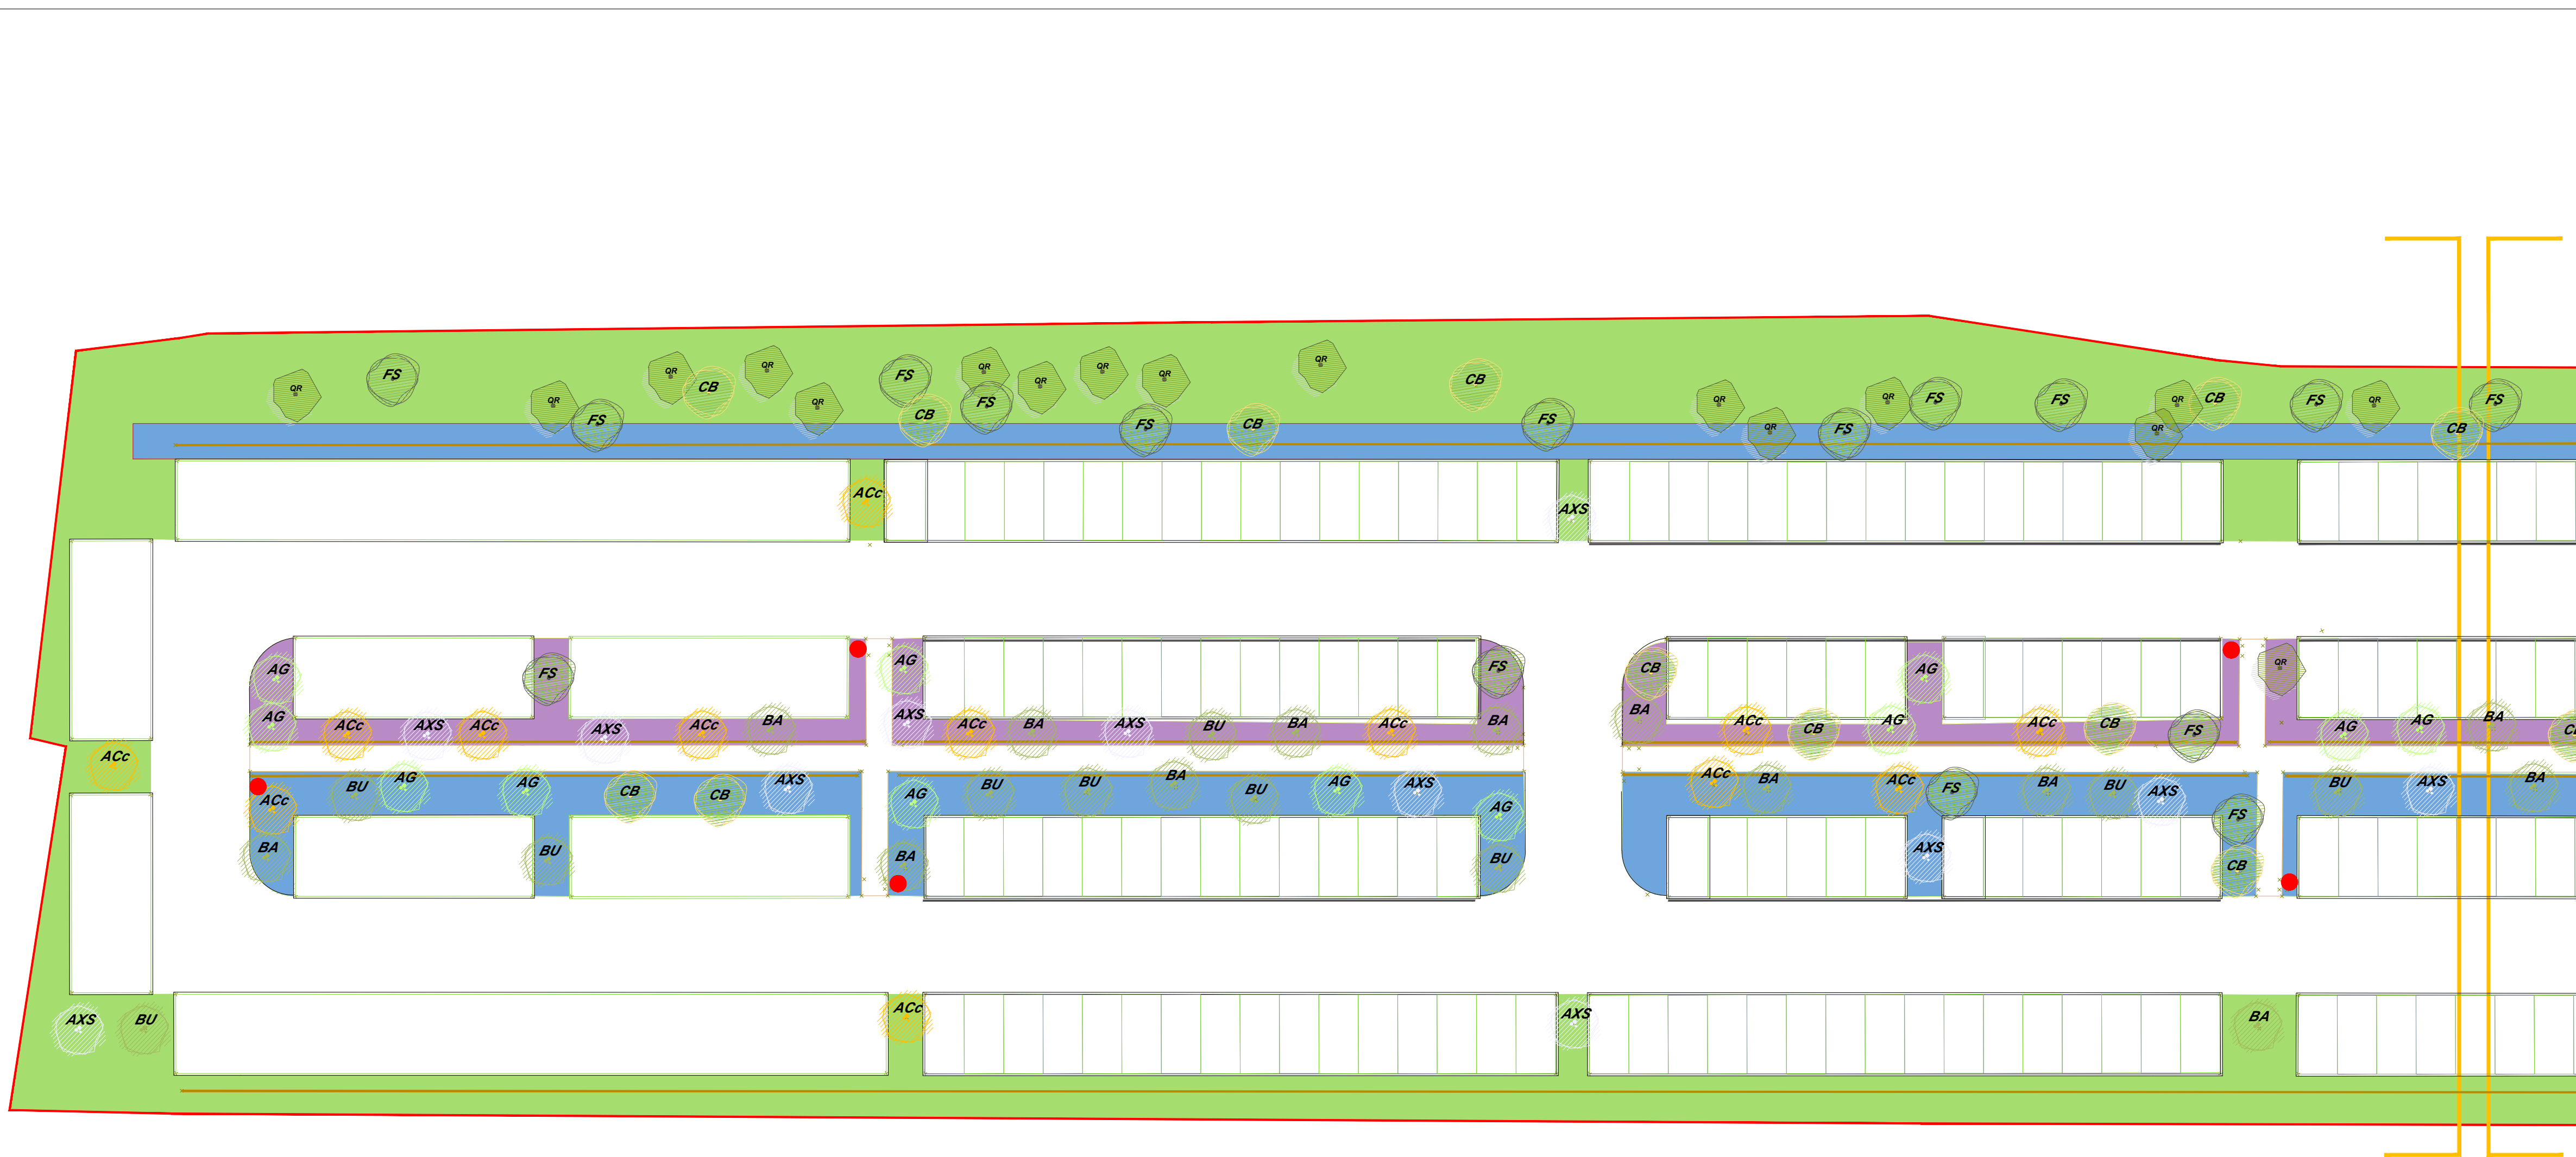 QR FS QR FS QR CB QR QR FS CB QR FS QR QR FS QR CB QR CB FS QR QR FS QR FS FS QR QR CB FS QR CB FS
ACc AXS
AG FS AG FS CB AG QR
AG ACc AXS ACc AXS ACc BA AXS ACc BA AXS BU BA ACc BA BA ACc CB AG ACc CB FS AG AG BA
ACc
ACc BU AG AG CB CB AXS AG BU BU BA BU AG AXS AG ACc BA ACc FS BA BU AXS FS BU AXS BA
BA BU BA BU AXS CB
AXS BU ACc AXS BA